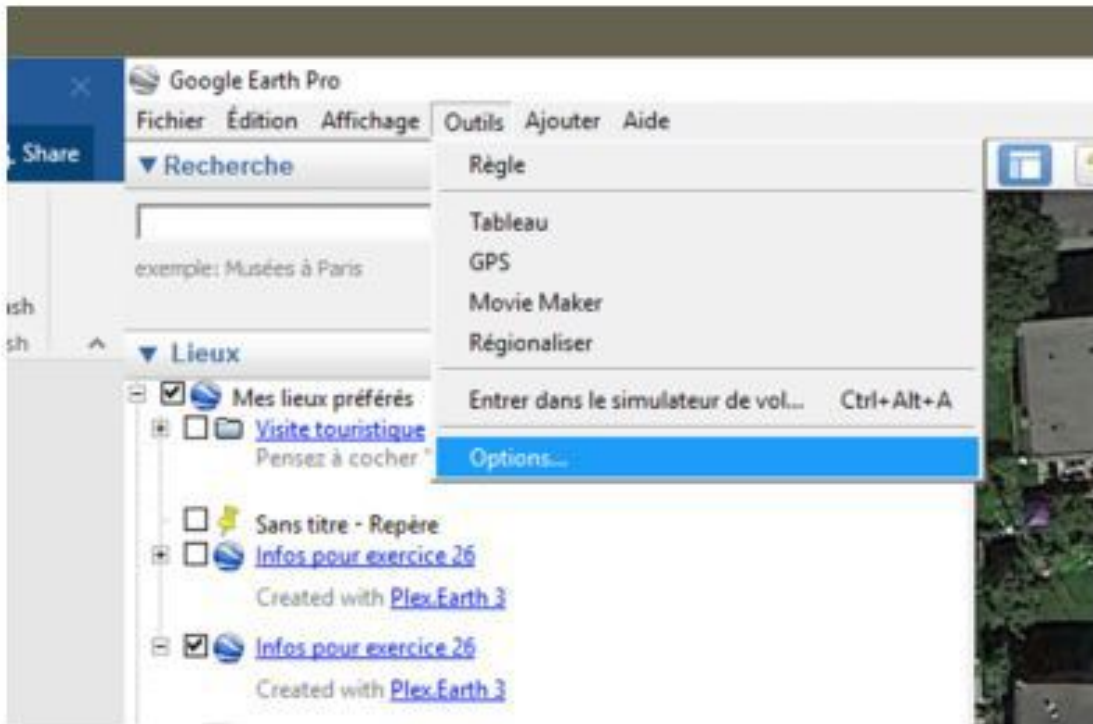 Google Earth Pro
Fichier Édition Affichage Outils Ajouter Aide
Share
Recherche
exemple: Musées à Paris
Règle
Tableau
GPS
Movie Maker
Régionaliser
Entrer dans le simulateur de vol... Ctrl+Alt+A
Options...
Lieux
Mes lieux préférés
Visite touristique
Pensez à cocher "
Sans titre - Repère
Infos pour exercice 26
Created with Plex.Earth 3
Infos pour exercice 26
Created with Plex.Earth 3